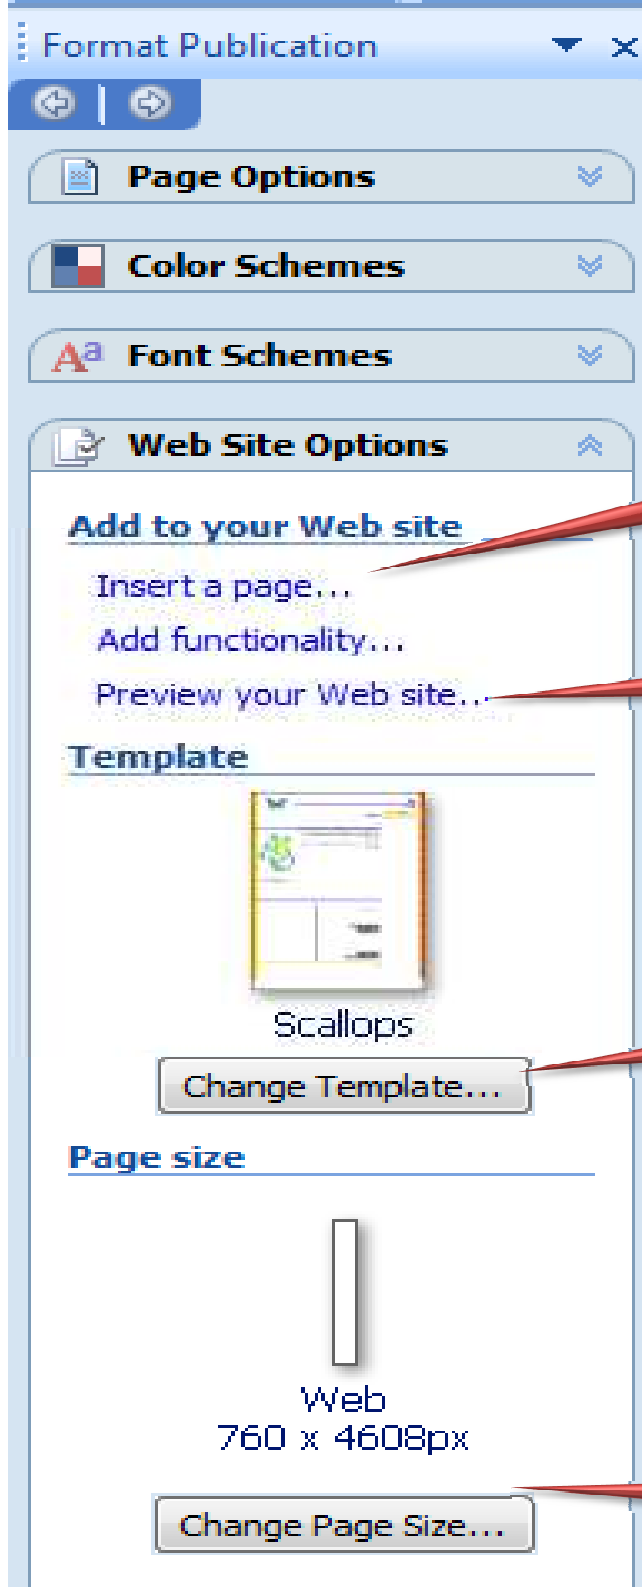 Format Publication
Page Options
Color Schemes
Aa Font Schemes
Web Site Options
Add to your Web site
Insert a page...
Add functionality...
Preview your Web site...
Template
Scallops
Change Template...
Page size
Web
760 x 4608px
Change Page Size...